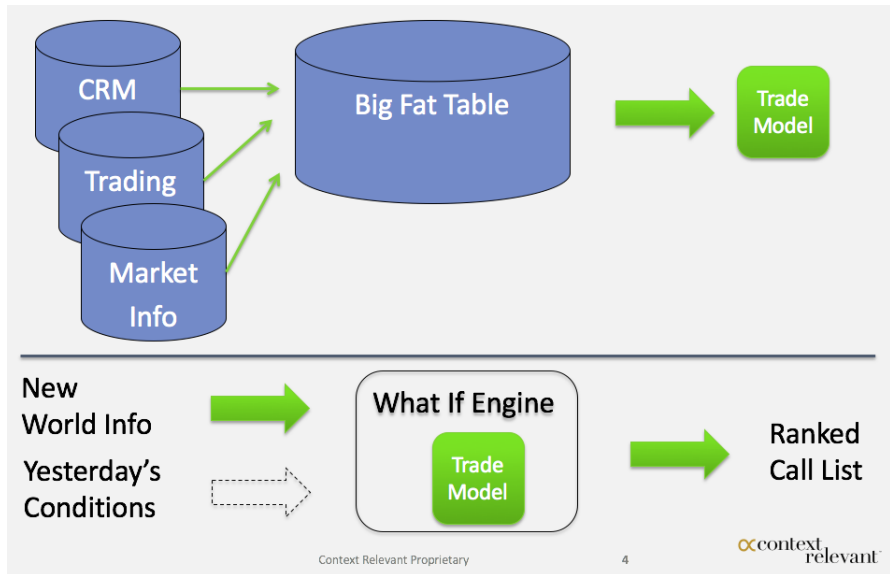 CRM
Trading
Market
Info
Big Fat Table
Trade
Model
New
World Info
Yesterday's
Conditions
What If Engine
Trade
Model
Ranked
Call List
Context Relevant Proprietary
4
context
relevant